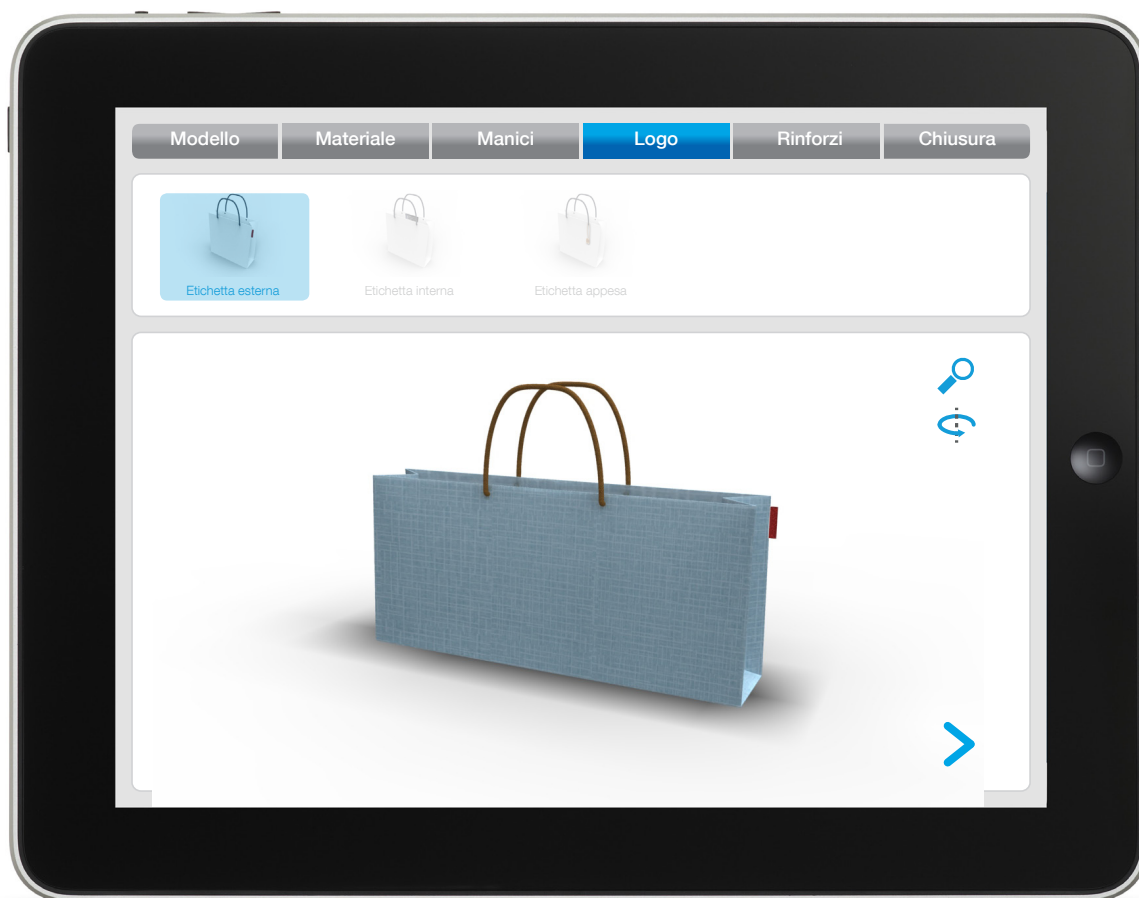 Modello
Materiale
Manici
Logo
Rinforzi
Chiusura
Etichetta esterna
Etichetta interna
Etichetta appesa